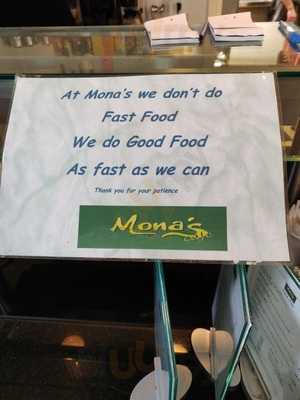 At Mona's we don't do
Fast Food
We do Good Food
As fast as we can
Thank you for your patience
Mona's